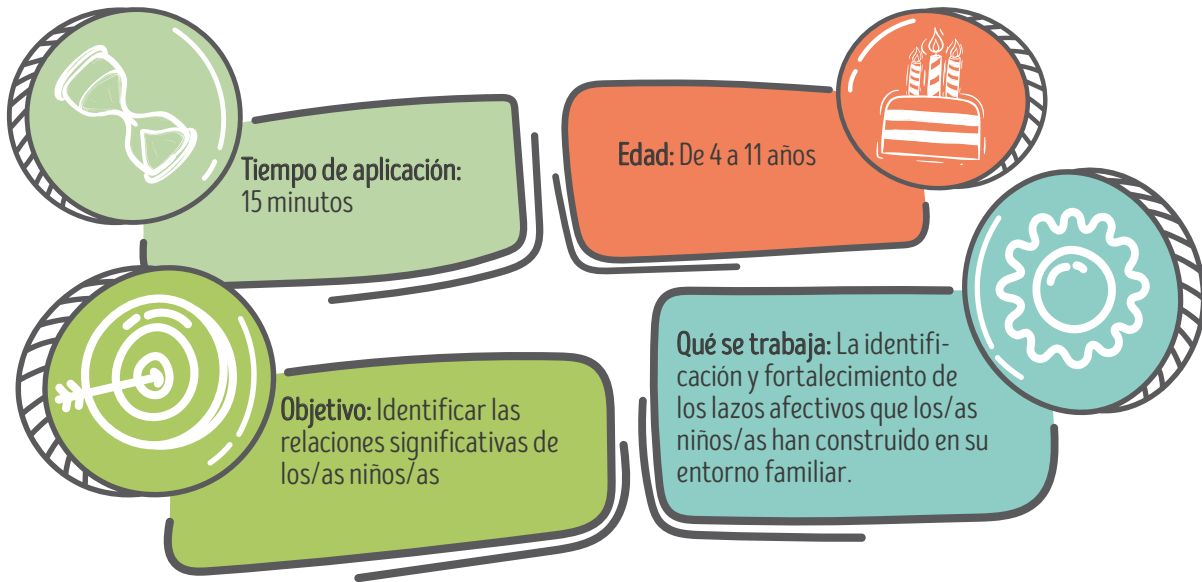 Tiempo de aplicación:
15 minutos
Edad: De 4 a 11 años
Objetivo: Identificar las
relaciones significativas de
los/as niños/as
Qué se trabaja: La identifi-
cación y fortalecimiento de
los lazos afectivos que los/as
niños/as han construido en su
entorno familiar.